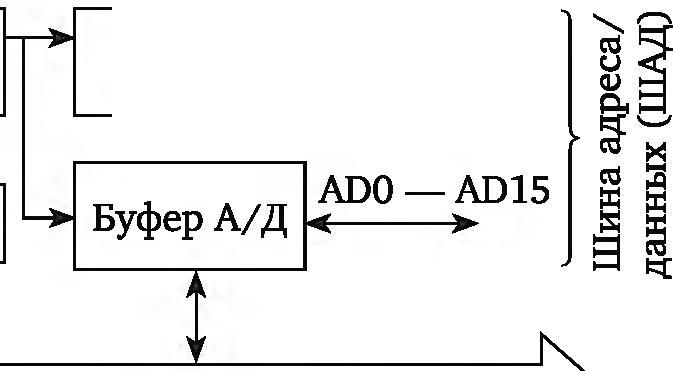 Буфер А/Д
AD0 — AD15
Шина адреса/
данных (ШАД)